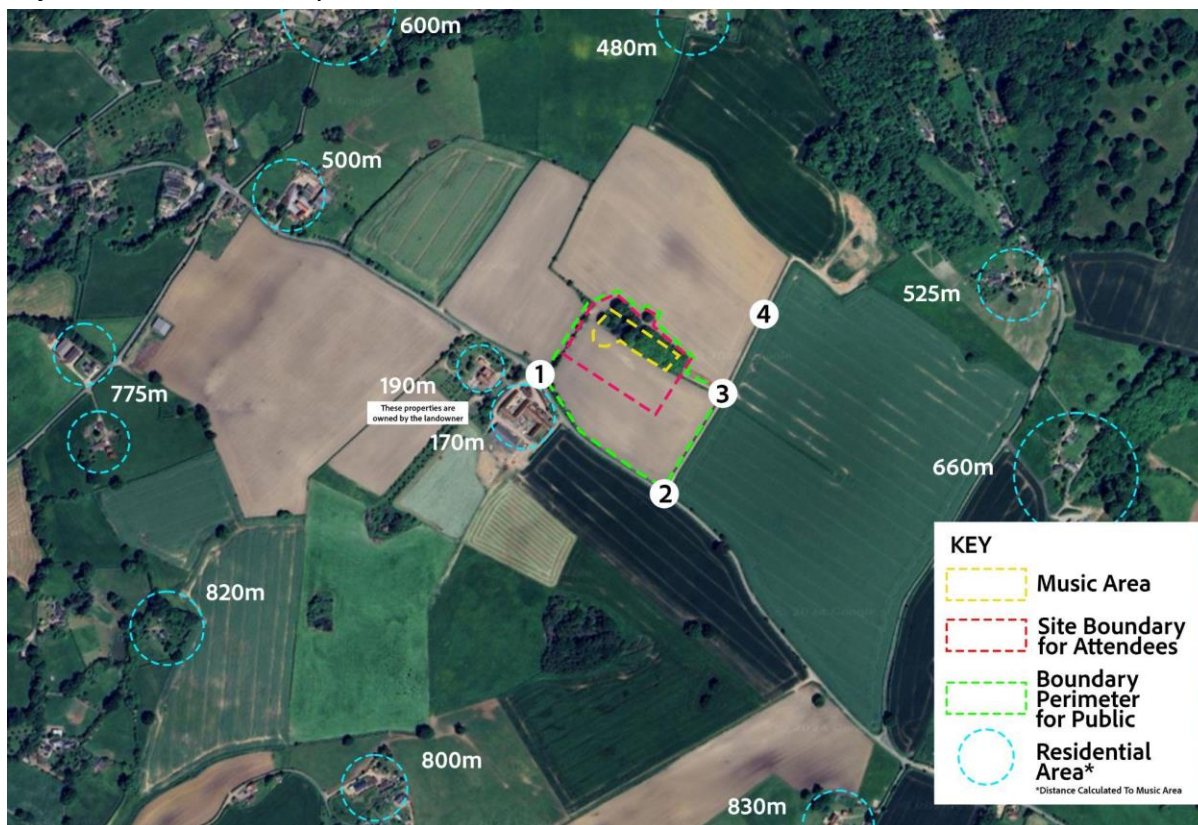 600m
480m
500m
525m
4
1
3
775m
190m
These properties are
owned by the landowner
170m
660m
2
KEY
Music Area
Site Boundary
for Attendees
Boundary
Perimeter
for Public
Residential
Area*
*Distance Calculated To Music Area
820m
800m
830m